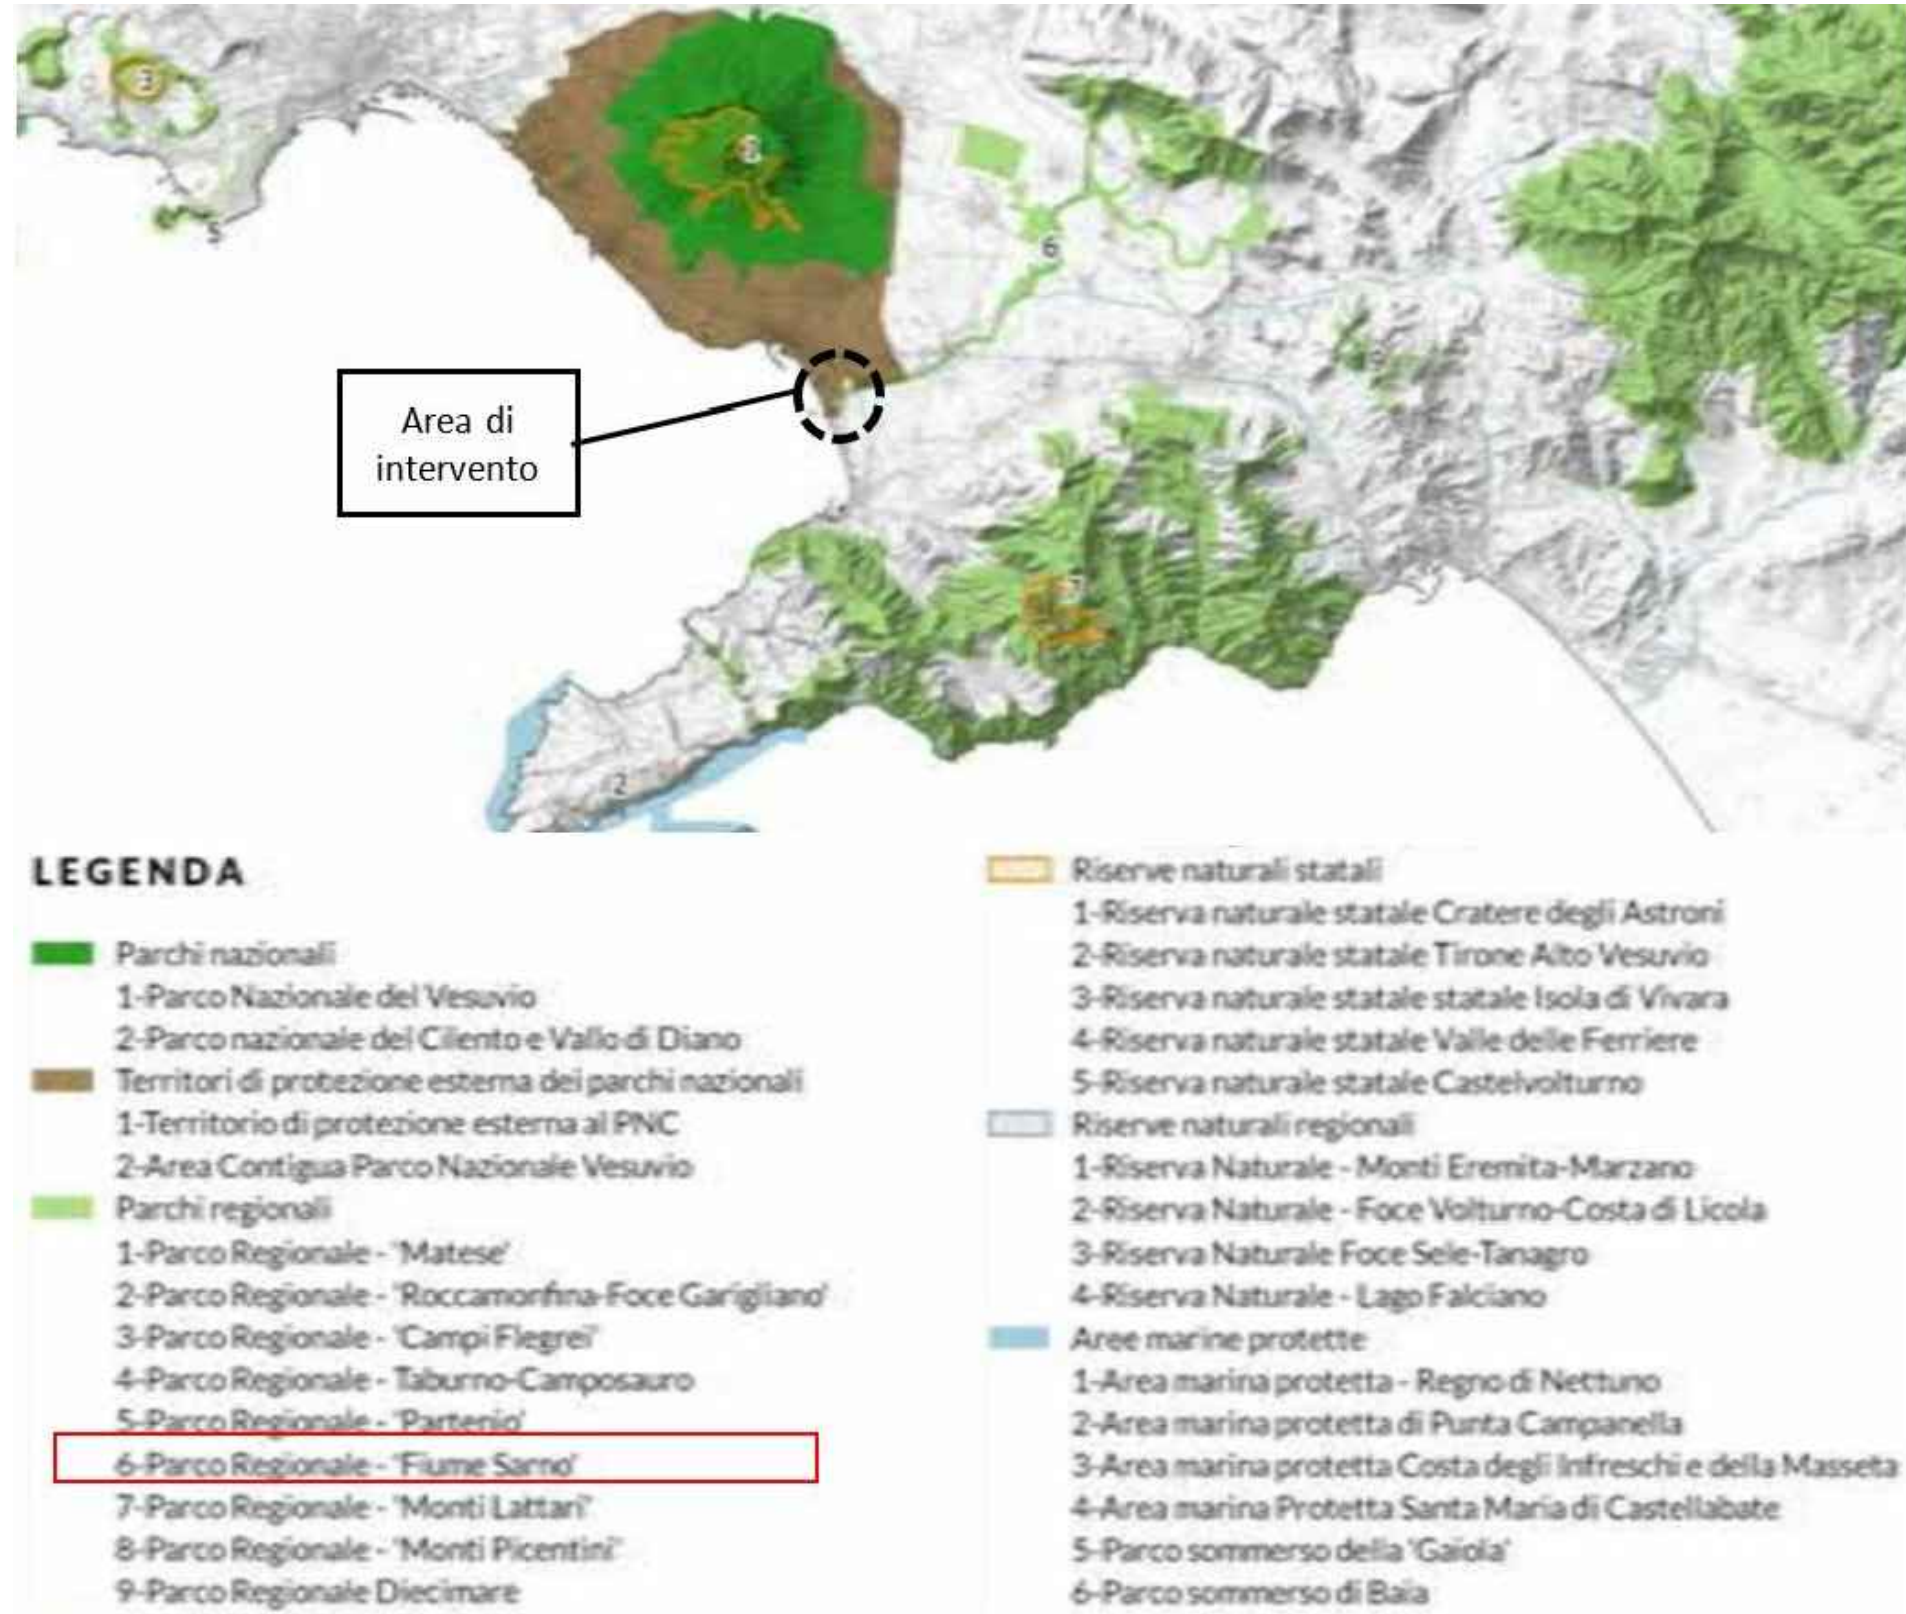 3
5
6
Area di
intervento
7
2
LEGENDA
Parchi nazionali
1-Parco Nazionale del Vesuvio
2-Parco nazionale del Cilento e Vallo di Diano
Territori di protezione esterna dei parchi nazionali
1-Territorio di protezione esterna al PNC
2-Area Contigua Parco Nazionale Vesuvio
Parchi regionali
1-Parco Regionale - 'Matese'
2-Parco Regionale - 'Roccamonfina-Foce Garigliano'
3-Parco Regionale - 'Campi Flegrei'
4-Parco Regionale - Taburno-Camposauro
5-Parco Regionale - 'Partenio'
6-Parco Regionale - 'Fiume Sarno'
7-Parco Regionale - 'Monti Lattari'
8-Parco Regionale - 'Monti Picentini'
9-Parco Regionale Diecimare
Riserve naturali statali
1-Riserva naturale statale Cratere degli Astroni
2-Riserva naturale statale Tirone Alto Vesuvio
3-Riserva naturale statale statale Isola di Vivara
4-Riserva naturale statale Valle delle Ferriere
5-Riserva naturale statale Castelvolturno
Riserve naturali regionali
1-Riserva Naturale - Monti Eremita-Marzano
2-Riserva Naturale - Foce Volturno-Costa di Licola
3-Riserva Naturale Foce Sele-Tanagro
4-Riserva Naturale - Lago Falciano
Aree marine protette
1-Area marina protetta - Regno di Nettuno
2-Area marina protetta di Punta Campanella
3-Area marina protetta Costa degli Infreschi e della Masseta
4-Area marina Protetta Santa Maria di Castellabate
5-Parco sommerso della 'Gaiola'
6-Parco sommerso di Baia